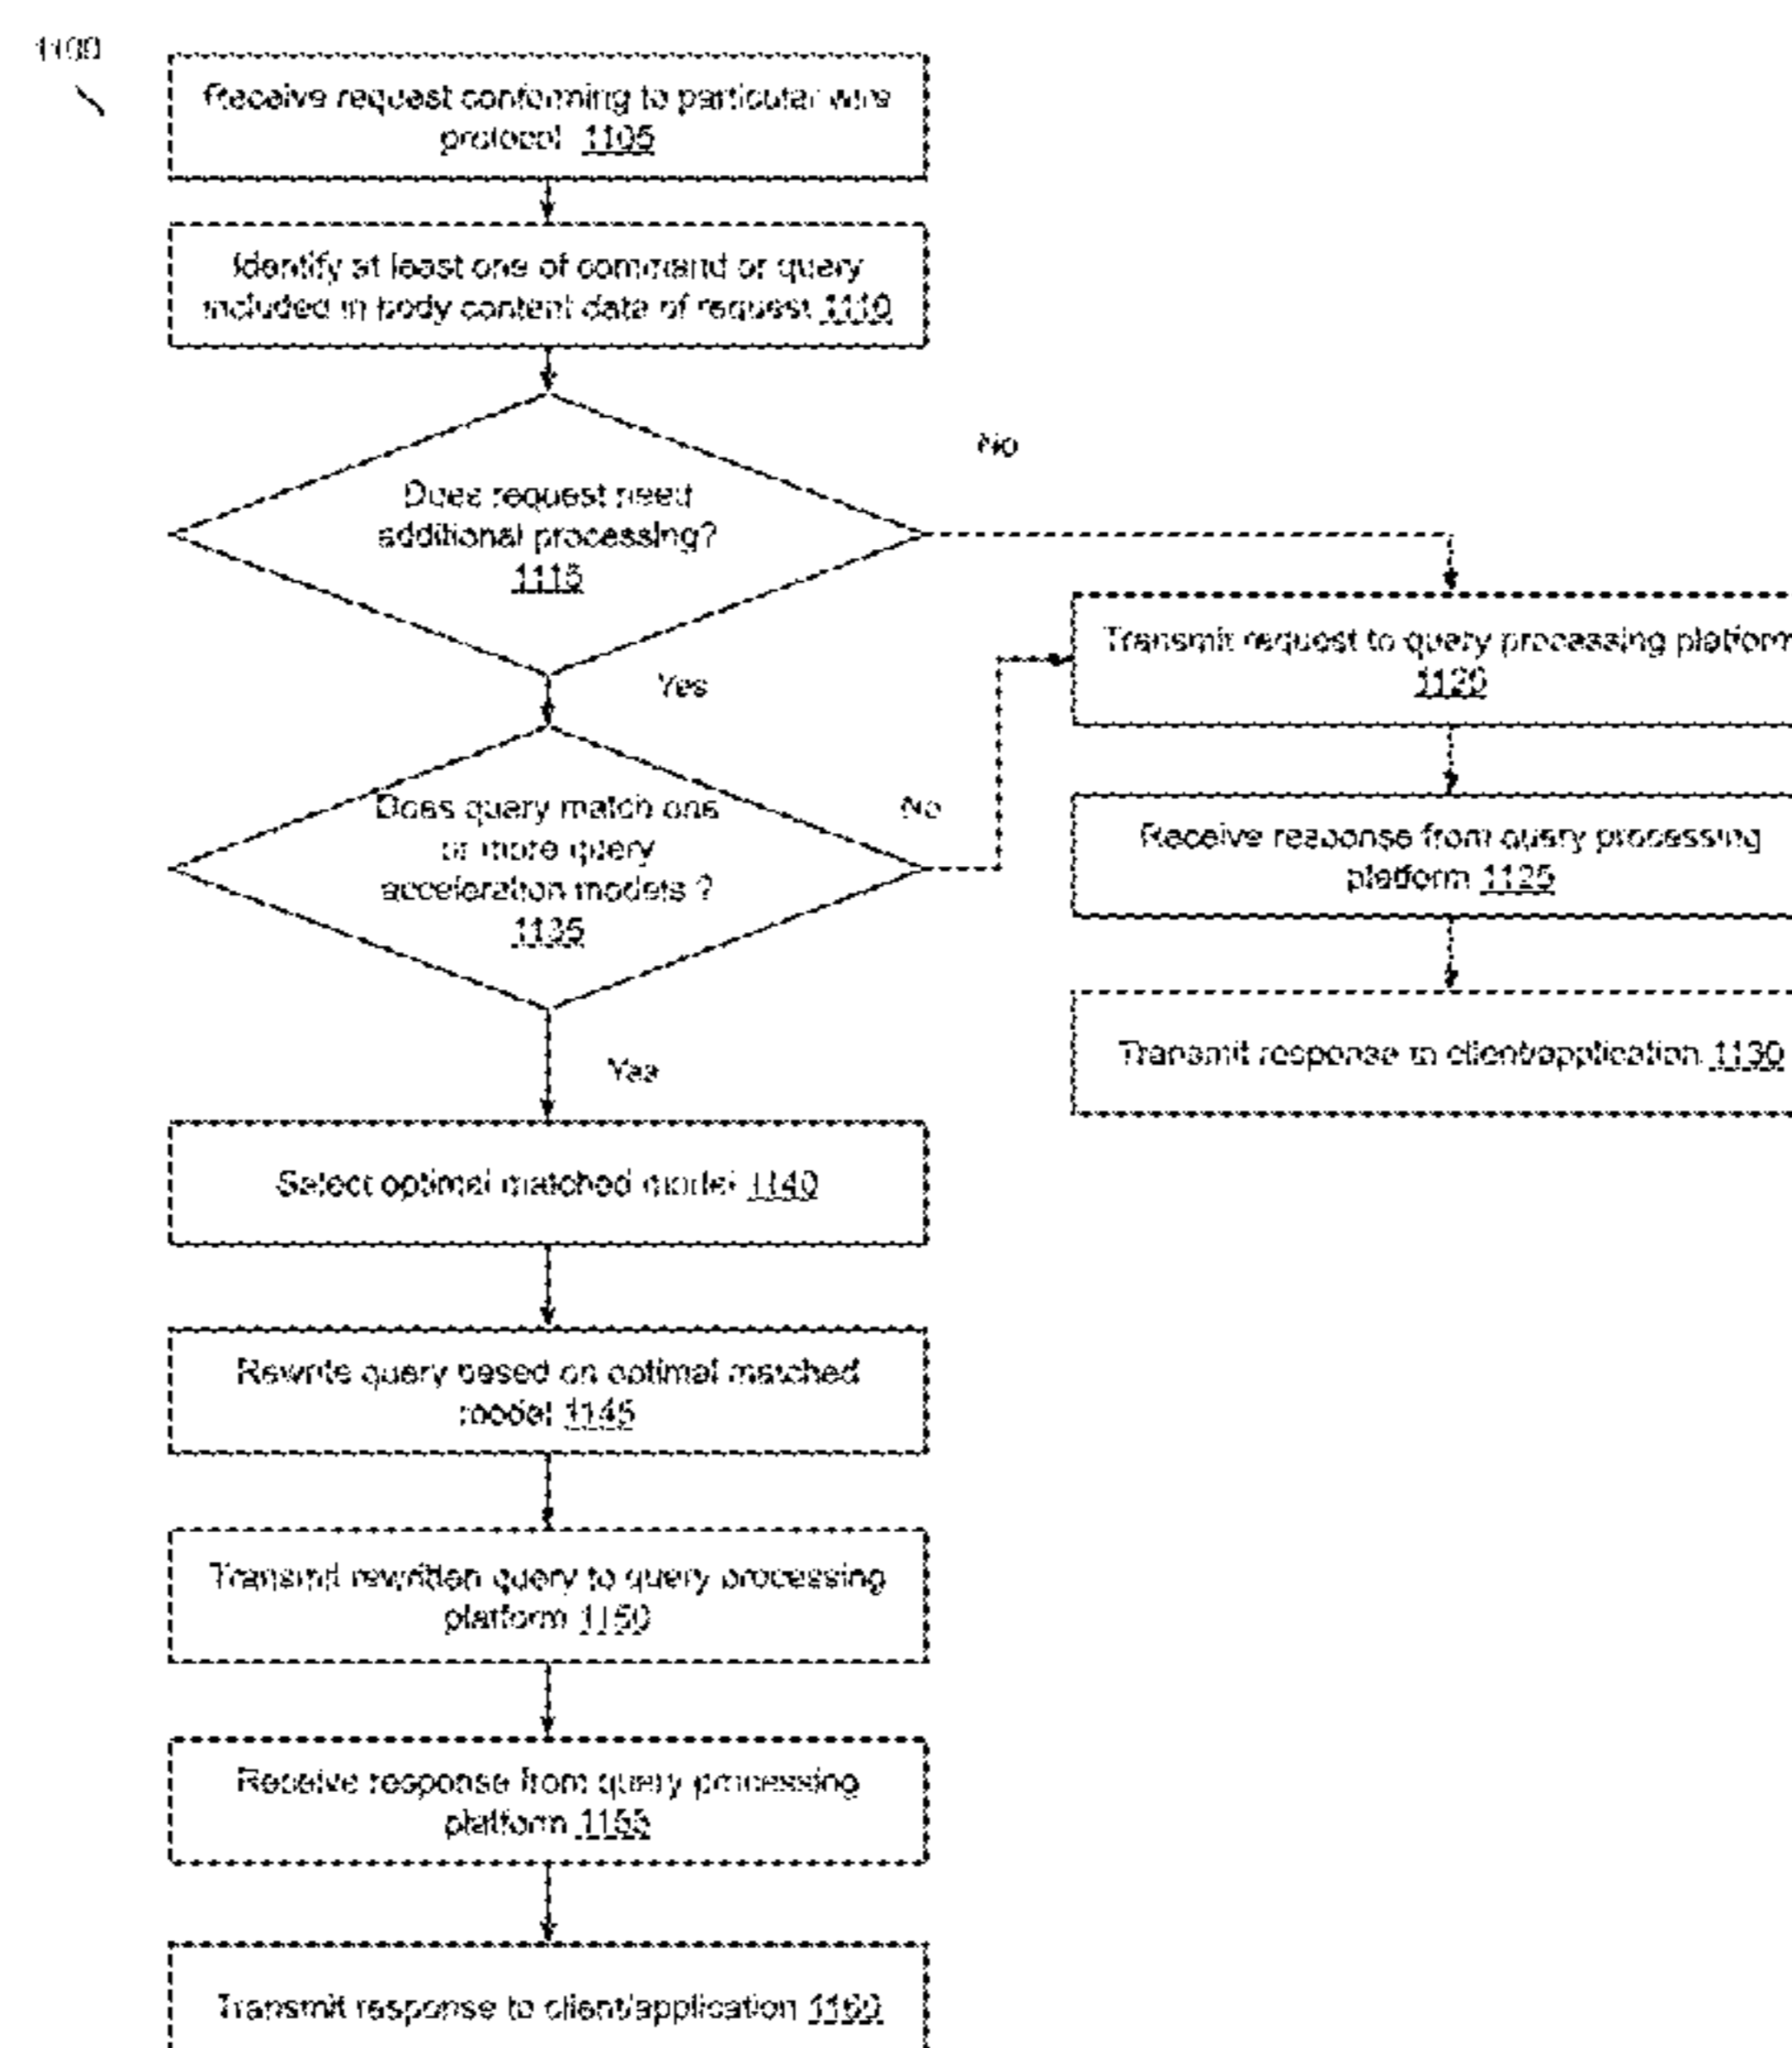 1100
Receive request conforming to particular wire
protocol 1105
Identify at least one of command or query
included in body content data of request 1110
No
Does request need
additional processing?
1115
Yes
Transmit request to query processing platform
1120
Does query match one
or more query
acceleration models ?
1135
No
Receive response from query processing
platform 1125
Yes
Transmit response to client/application 1130
Select optimal matched model 1140
Rewrite query based on optimal matched
model 1145
Transmit rewritten query to query processing
platform 1150
Receive response from query processing
platform 1155
Transmit response to client/application 1160